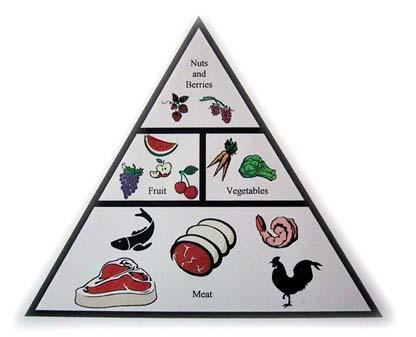 Nuts
and
Berries
Fruit
Vegetables
Meat